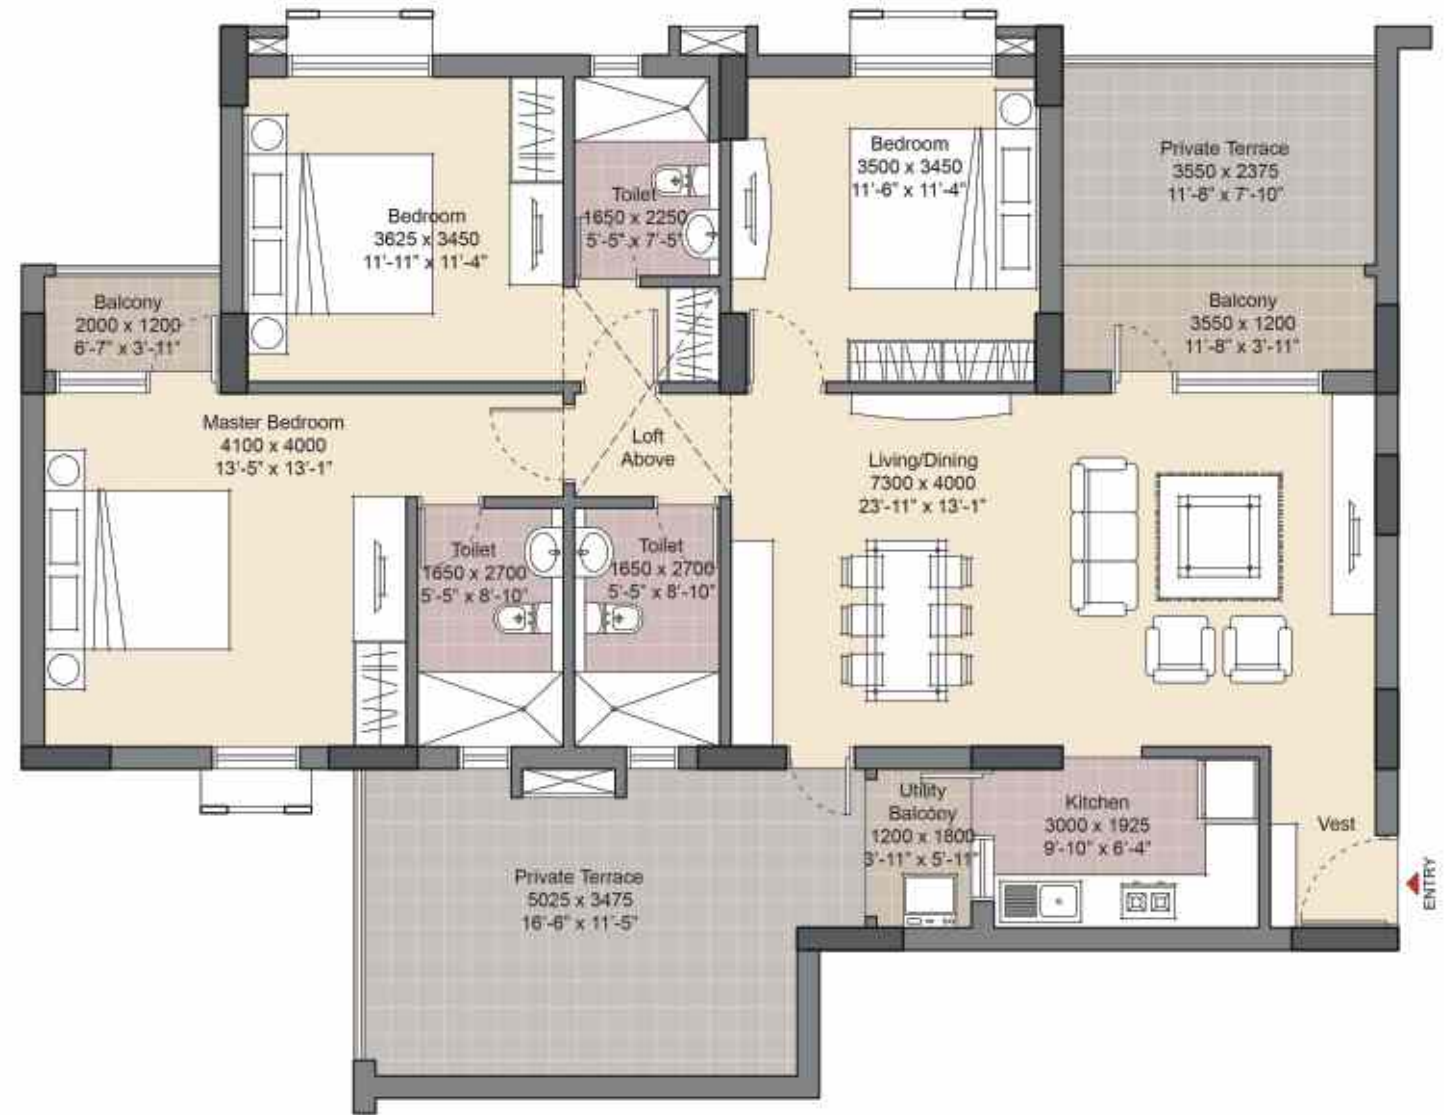 Bedroom
3625 x 3450
11'-11" x 11'-4"
Toilet
1650 x 2250
5'-5" x 7'-5"
Bedroom
3500 x 3450
11'-6" x 11'-4"
Private Terrace
3550 x 2375
11'-8" x 7'-10"
Balcony
2000 x 1200
6'-7" x 3'-11"
Balcony
3550 x 1200
11'-8" x 3'-11"
Master Bedroom
4100 x 4000
13'-5" x 13'-1"
Loft
Above
Living/Dining
7300 x 4000
23'-11" x 13'-1"
Toilet
1650 x 2700
5'-5" x 8'-10"
Toilet
1650 x 2700
5'-5" x 8'-10"
Utility
Balcony
1200 x 1800
3'-11" x 5'-11"
Kitchen
3000 x 1925
9'-10" x 6'-4"
Vest
ENTRY
Private Terrace
5025 x 3475
16'-6" x 11'-5"